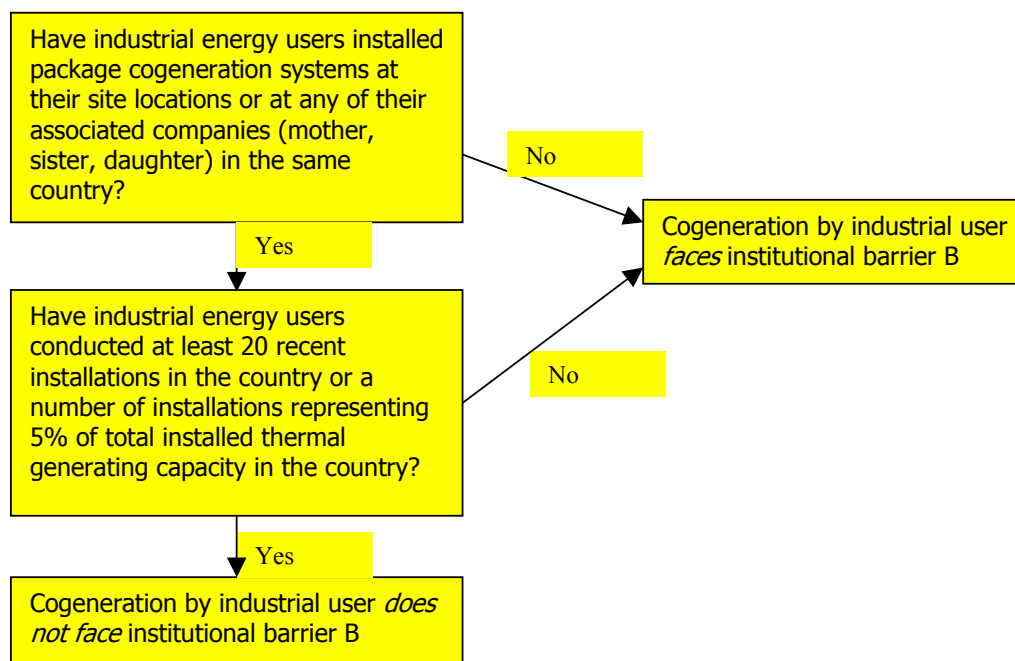 Have industrial energy users installed
package cogeneration systems at
their site locations or at any of their
associated companies (mother,
sister, daughter) in the same
country?
No
Cogeneration by industrial user
faces institutional barrier B
Yes
Have industrial energy users
conducted at least 20 recent
installations in the country or a
number of installations representing
5% of total installed thermal
generating capacity in the country?
No
Yes
Cogeneration by industrial user does
not face institutional barrier B